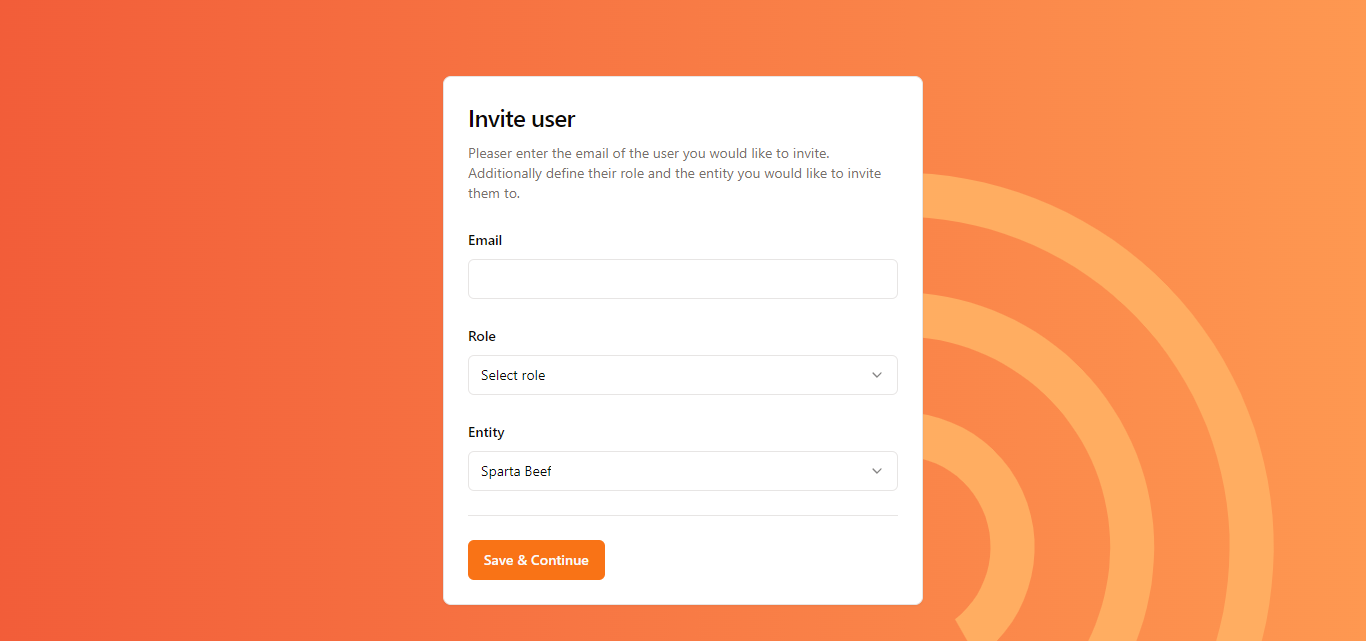 Invite user
Pleaser enter the email of the user you would like to invite.
Additionally define their role and the entity you would like to invite
them to.
Email
Role
Select role
Entity
Sparta Beef
Save & Continue